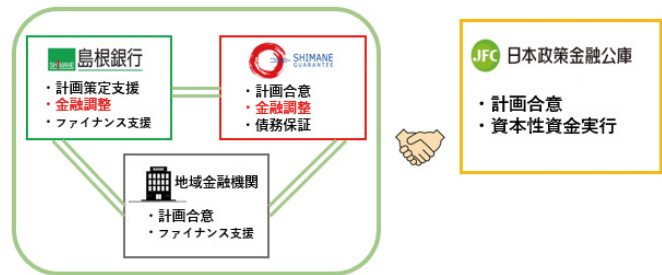 SHIMANE 島根銀行
・計画策定支援
・金融調整
・ファイナンス支援
SHIMANE
GUARANTEE
・計画合意
・金融調整
・債務保証
地域金融機関
・計画合意
・ファイナンス支援
JFC 日本政策金融公庫
・計画合意
・資本性資金実行